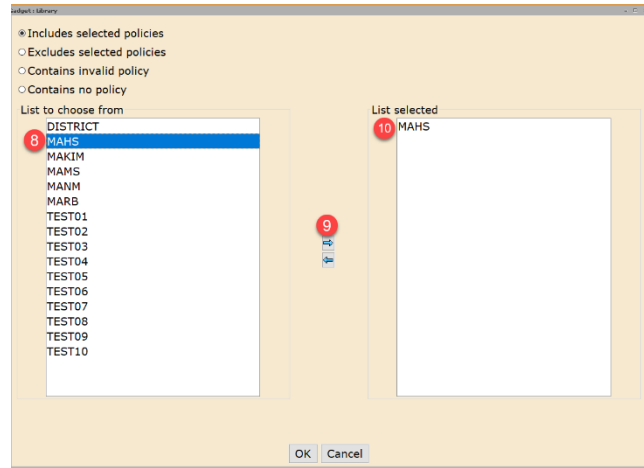 Gadget : Library
Includes selected policies
Excludes selected policies
Contains invalid policy
Contains no policy
List to choose from
List selected
DISTRICT
8 MAHS
MAKIM
MAMS
MANM
MARB
TEST01
TEST02
TEST03
TEST04
TEST05
TEST06
TEST07
TEST08
TEST09
TEST10
9
10 MAHS
OK Cancel